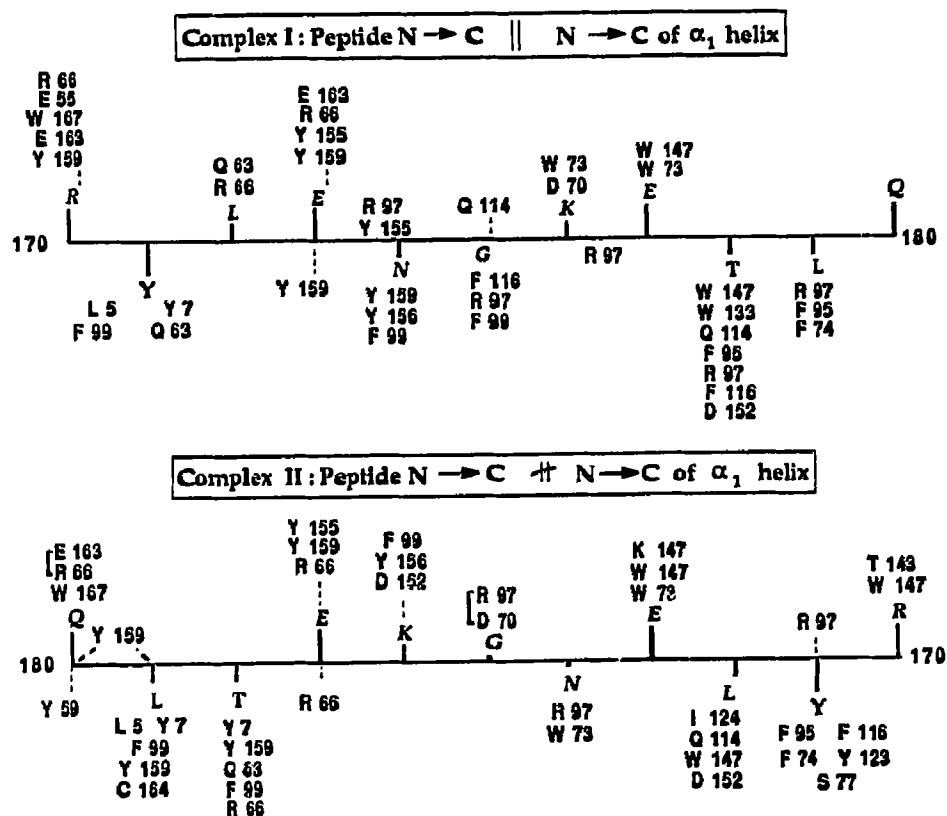 Complex I : Peptide N → C || N → C of α1 helix
R 66
E 55
W 167
E 163
Y 159
R
Q 63
R 66
L
E 163
R 66
Y 155
Y 159
E
R 97
Y 155
Q 114
W 73
D 70
K
W 147
W 73
E
Q
170
180
Y
L 5 Y 7
F 99 Q 63
Y 159
N
Y 159
Y 156
F 99
G
F 116
R 97
F 99
R 97
T
W 147
W 133
Q 114
F 95
R 97
F 116
D 152
L
R 97
F 95
F 74
Complex II : Peptide N → C ∦ N → C of α1 helix
E 163
R 66
W 167
Q
Y 159
Y 155
Y 159
R 66
E
F 99
Y 156
D 152
K
R 97
D 70
G
K 147
W 147
W 73
E
R 97
T 143
W 147
R
180
170
Y 59
L
L 5 Y 7
F 99
Y 159
C 164
T
Y 7
Y 159
Q 63
F 99
R 66
R 66
N
R 97
W 73
L
I 124
Q 114
W 147
D 152
Y
F 95 F 116
F 74 Y 123
S 77